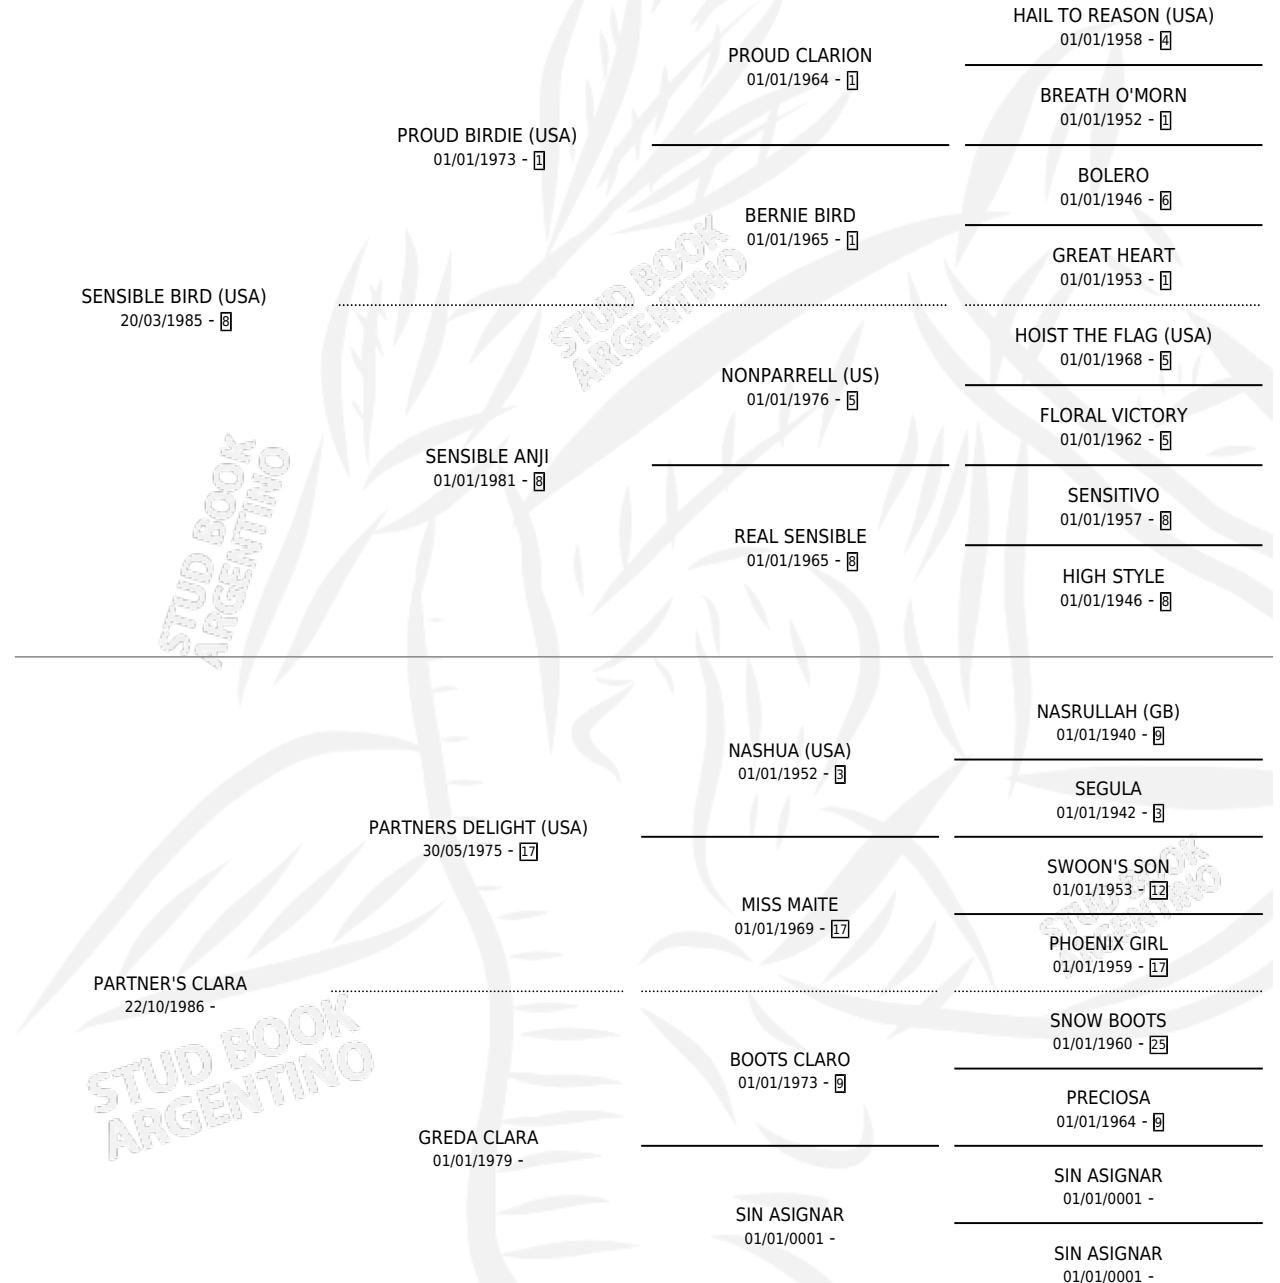 HAIL TO REASON (USA)
01/01/1958 - 4
PROUD CLARION
01/01/1964 - 1
BREATH O'MORN
01/01/1952 - 1
PROUD BIRDIE (USA)
01/01/1973 - 1
BOLERO
01/01/1946 - 6
BERNIE BIRD
01/01/1965 - 1
GREAT HEART
01/01/1953 - 1
SENSIBLE BIRD (USA)
20/03/1985 - 8
STUD BOOK
ARGENTINO
HOIST THE FLAG (USA)
01/01/1968 - 5
NONPARRELL (US)
01/01/1976 - 5
FLORAL VICTORY
01/01/1962 - 5
SENSIBLE ANJI
01/01/1981 - 8
SENSITIVO
01/01/1957 - 8
REAL SENSIBLE
01/01/1965 - 8
HIGH STYLE
01/01/1946 - 8
STUD BOOK
ARGENTINO
NASRULLAH (GB)
01/01/1940 - 9
NASHUA (USA)
01/01/1952 - 3
SEGULA
01/01/1942 - 3
PARTNERS DELIGHT (USA)
30/05/1975 - 17
SWOON'S SON
01/01/1953 - 12
MISS MAITE
01/01/1969 - 17
STUD BOOK
ARGENTINO
PHOENIX GIRL
01/01/1959 - 17
PARTNER'S CLARA
22/10/1986 -
SNOW BOOTS
01/01/1960 - 25
BOOTS CLARO
01/01/1973 - 9
STUD BOOK
ARGENTINO
PRECIOSA
01/01/1964 - 9
GREDA CLARA
01/01/1979 -
SIN ASIGNAR
01/01/0001 -
SIN ASIGNAR
01/01/0001 -
SIN ASIGNAR
01/01/0001 -